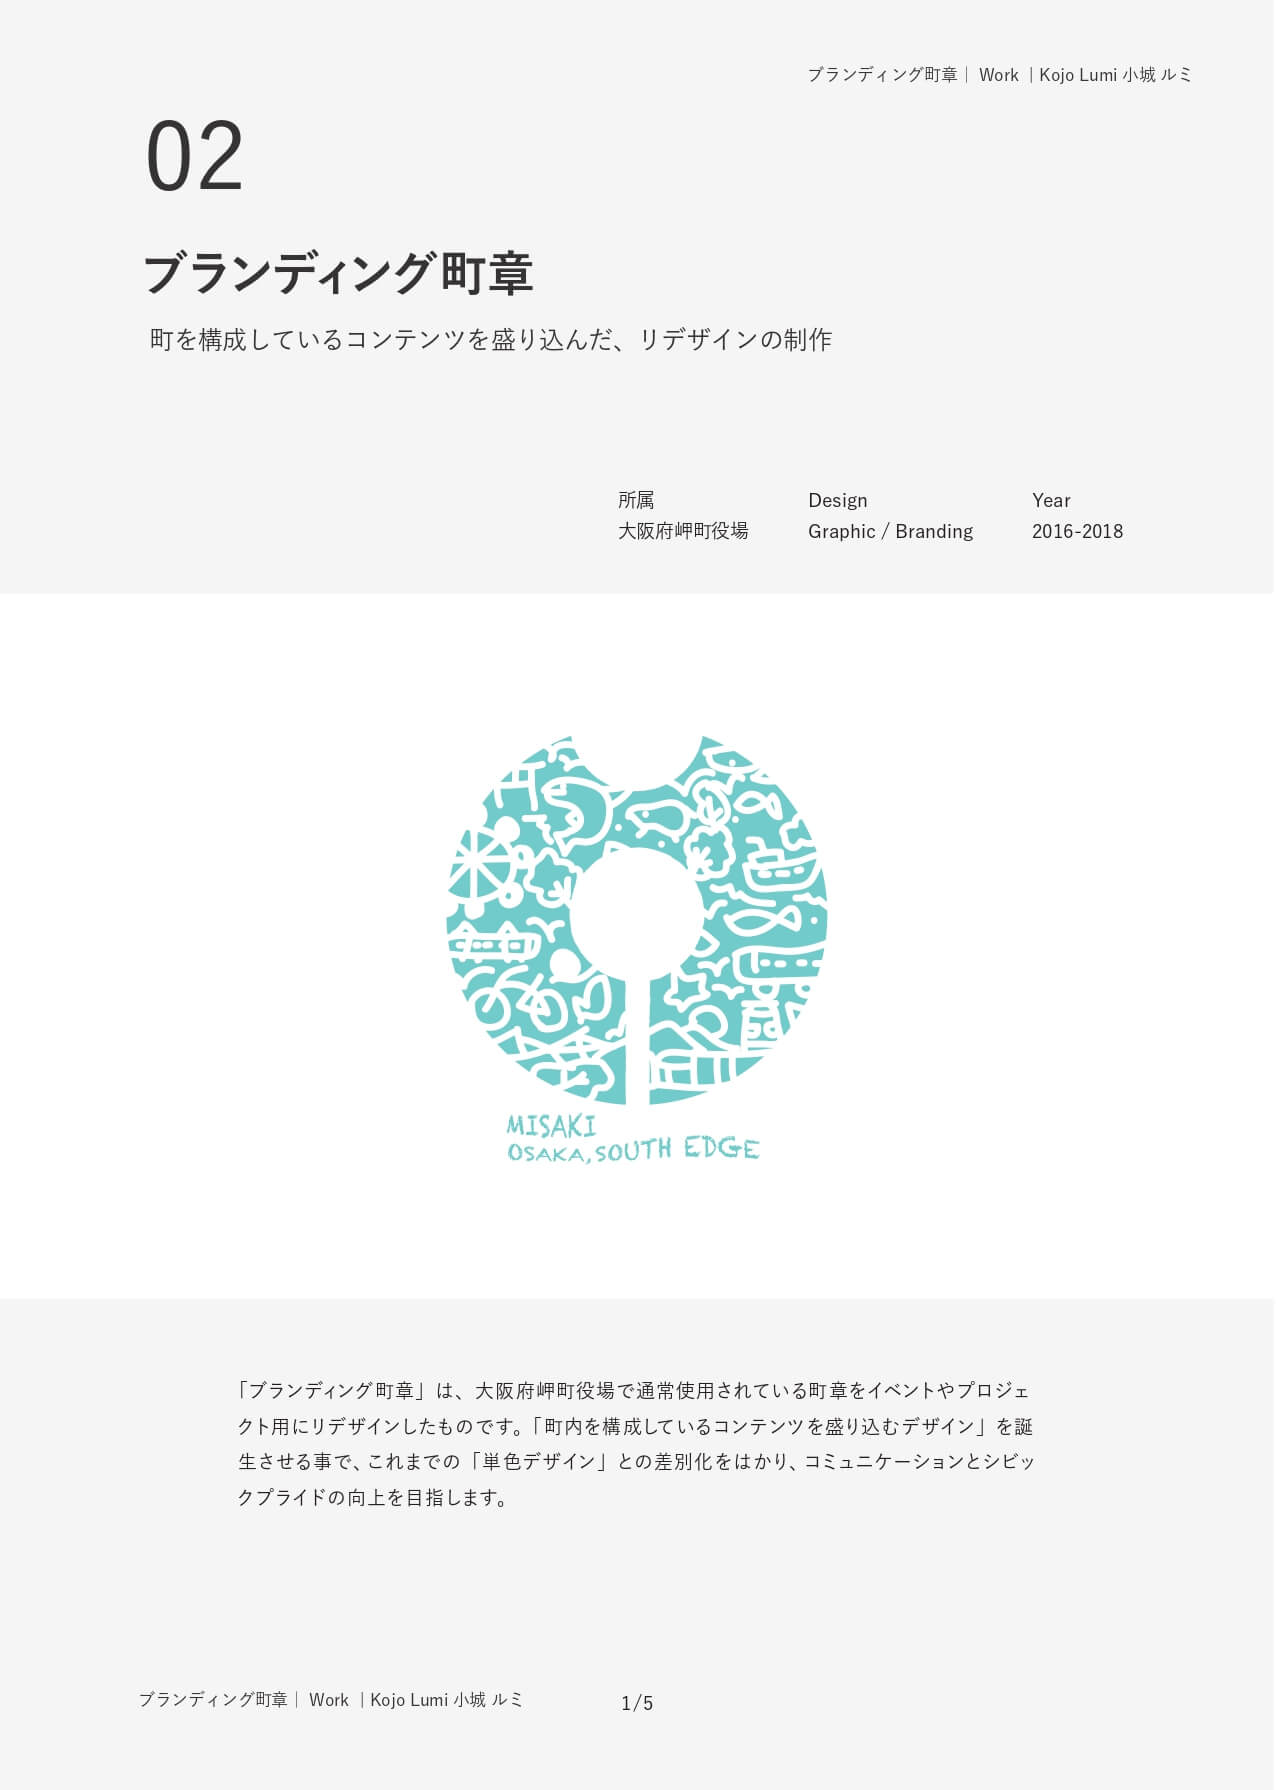 ブランディング町章｜ Work ｜Kojo Lumi 小城 ルミ
02
ブランディング町章
町を構成しているコンテンツを盛り込んだ、リデザインの制作
所属 Design Year
大阪府岬町役場 Graphic / Branding 2016-2018
MISAKI
OSAKA, SOUTH EDGE
「ブランディング町章」は、大阪府岬町役場で通常使用されている町章をイベントやプロジェ
クト用にリデザインしたものです。「町内を構成しているコンテンツを盛り込むデザイン」を誕
生させる事で、これまでの「単色デザイン」との差別化をはかり、コミュニケーションとシビッ
クプライドの向上を目指します。
ブランディング町章｜ Work ｜Kojo Lumi 小城 ルミ 1/5